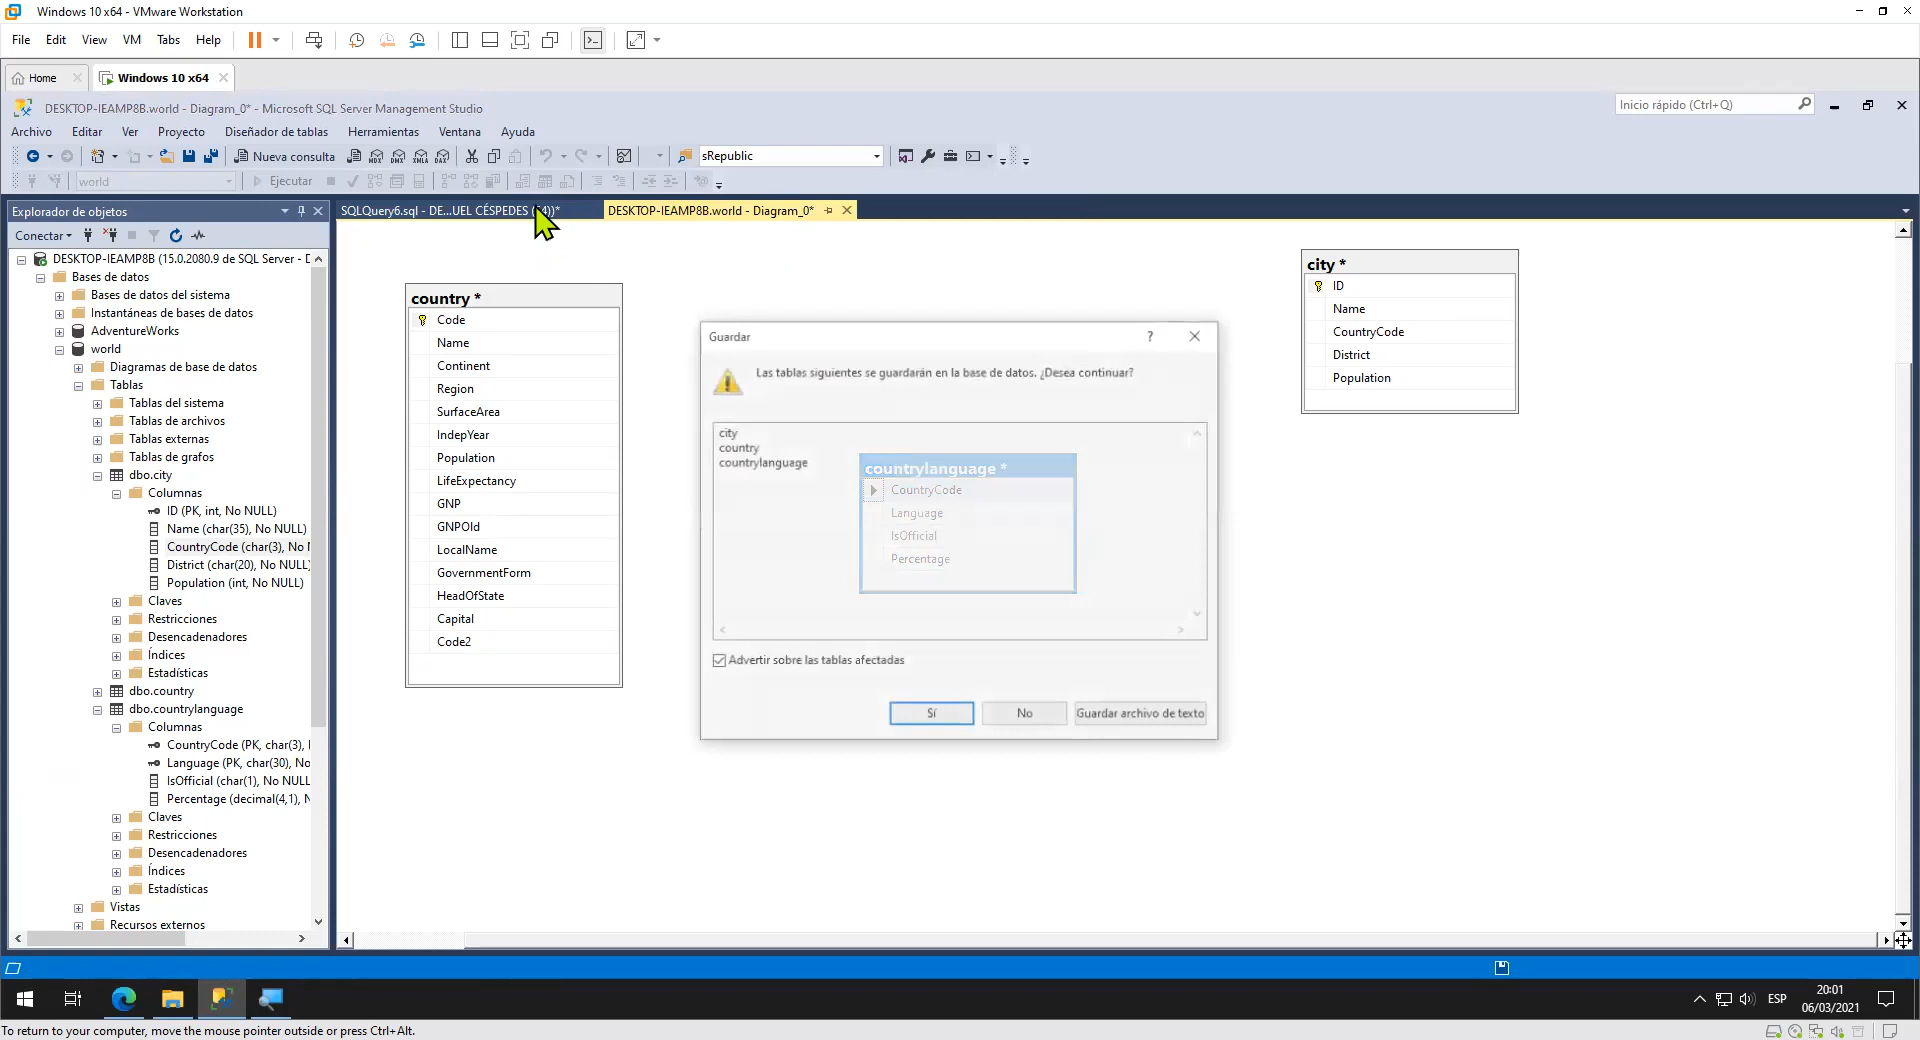 Windows 10 x64 - VMware Workstation
File Edit View VM Tabs Help
Home Windows 10 x64
DESKTOP-IEAMP8B.world - Diagram_0* - Microsoft SQL Server Management Studio
Inicio rápido (Ctrl+Q)
Archivo Editar Ver Proyecto Diseñador de tablas Herramientas Ventana Ayuda
Nueva consulta MDX DMX XMLA DAX sRepublic
world Ejecutar
Explorador de objetos
SQLQuery6.sql - DE...UEL CÉSPEDES
DESKTOP-IEAMP8B.world - Diagram_0*
Conectar
DESKTOP-IEAMP8B (15.0.2080.9 de SQL Server - D
Bases de datos
Bases de datos del sistema
Instantáneas de bases de datos
AdventureWorks
world
Diagramas de base de datos
Tablas
Tablas del sistema
Tablas de archivos
Tablas externas
Tablas de grafos
dbo.city
Columnas
ID (PK, int, No NULL)
Name (char(35), No NULL)
CountryCode (char(3), No N
District (char(20), No NULL)
Population (int, No NULL)
Claves
Restricciones
Desencadenadores
Índices
Estadísticas
dbo.country
dbo.countrylanguage
Columnas
CountryCode (PK, char(3),
Language (PK, char(30), No
IsOfficial (char(1), No NULL
Percentage (decimal(4,1), N
Claves
Restricciones
Desencadenadores
Índices
Estadísticas
Vistas
Recursos externos
country *
Code
Name
Continent
Region
SurfaceArea
IndepYear
Population
LifeExpectancy
GNP
GNPOld
LocalName
GovernmentForm
HeadOfState
Capital
Code2
Guardar
?
Las tablas siguientes se guardarán en la base de datos. ¿Desea continuar?
city
country
countrylanguage
countrylanguage *
CountryCode
Language
IsOfficial
Percentage
Advertir sobre las tablas afectadas
Sí No Guardar archivo de texto
city *
ID
Name
CountryCode
District
Population
ESP
20:01
06/03/2021
To return to your computer, move the mouse pointer outside or press Ctrl+Alt.